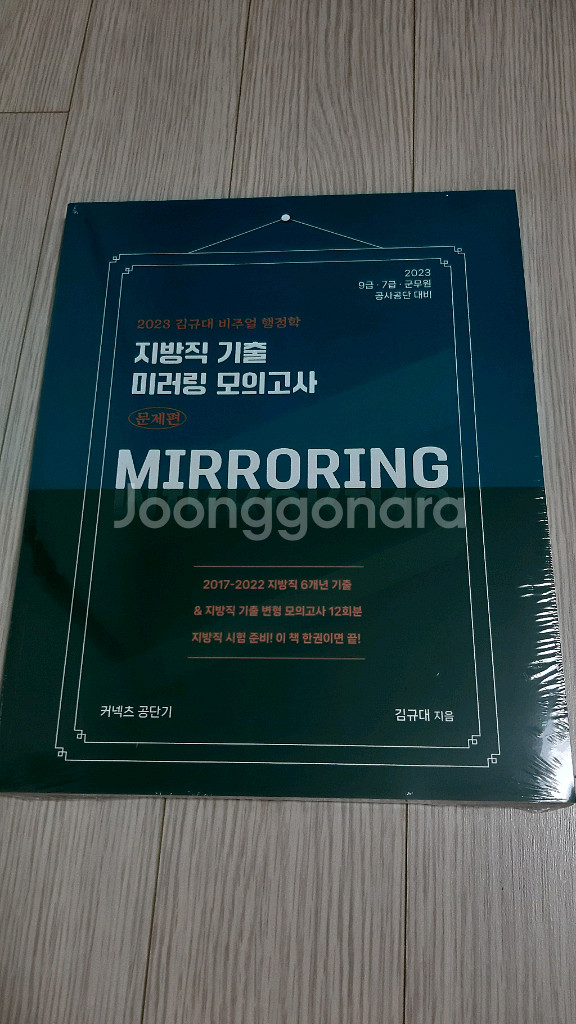 2023
9급 · 7급 · 군무원
공사공단 대비
2023 김규대 비주얼 행정학
지방직 기출
미러링 모의고사
문제편
MIRRORING
Joonggonara
2017-2022 지방직 6개년 기출
& 지방직 기출 변형 모의고사 12회분
지방직 시험 준비! 이 책 한권이면 끝!
커넥츠 공단기
김규대 지음